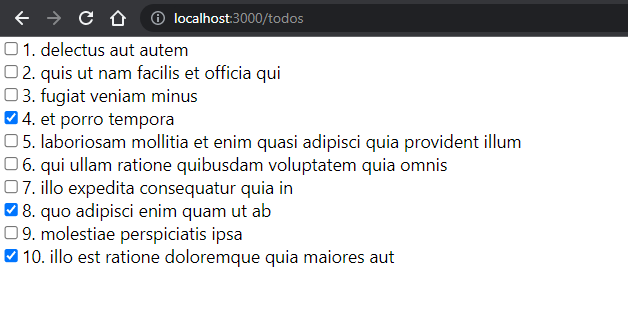 localhost:3000/todos
1. delectus aut autem
2. quis ut nam facilis et officia qui
3. fugiat veniam minus
4. et porro tempora
5. laboriosam mollitia et enim quasi adipisci quia provident illum
6. qui ullam ratione quibusdam voluptatem quia omnis
7. illo expedita consequatur quia in
8. quo adipisci enim quam ut ab
9. molestiae perspiciatis ipsa
10. illo est ratione doloremque quia maiores aut